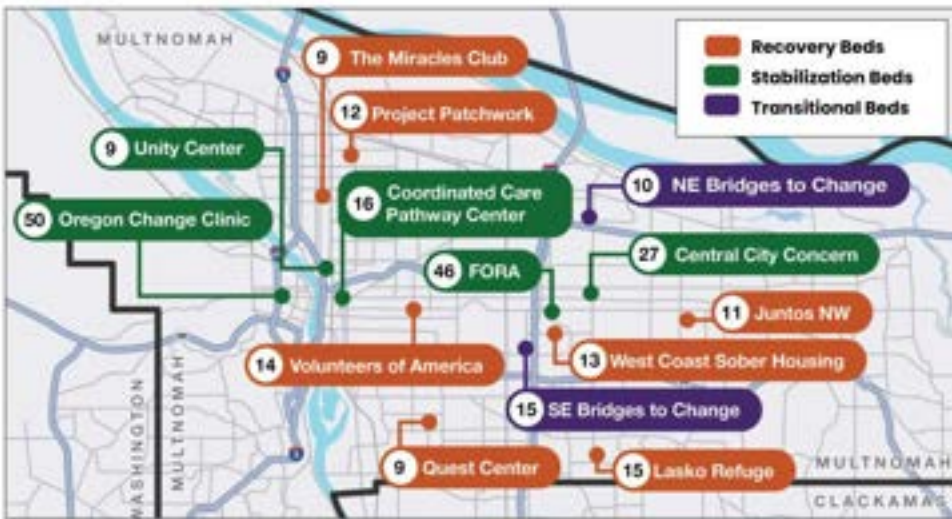 MULTNOMAH
9 The Miracles Club
Recovery Beds
Stabilization Beds
Transitional Beds
12 Project Patchwork
9 Unity Center
10 NE Bridges to Change
16 Coordinated Care
Pathway Center
50 Oregon Change Clinic
27 Central City Concern
46 FORA
11 Juntos NW
14 Volunteers of America
13 West Coast Sober Housing
15 SE Bridges to Change
WASHINGTON
MULTNOMAH
9 Quest Center
15 Lasko Refuge
MULTNOMAH
CLACKAMAS